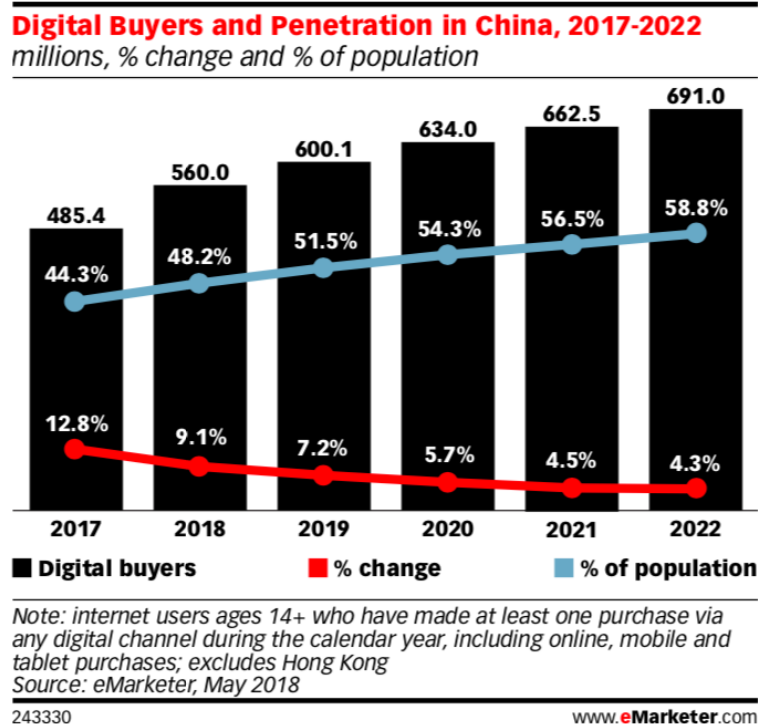 Digital Buyers and Penetration in China, 2017-2022
millions, % change and % of population
485.4
560.0
600.1
634.0
662.5
691.0
44.3%
48.2%
51.5%
54.3%
56.5%
58.8%
12.8%
9.1%
7.2%
5.7%
4.5%
4.3%
2017 2018 2019 2020 2021 2022
Digital buyers % change % of population
Note: internet users ages 14+ who have made at least one purchase via
any digital channel during the calendar year, including online, mobile and
tablet purchases; excludes Hong Kong
Source: eMarketer, May 2018
243330 www.eMarketer.com